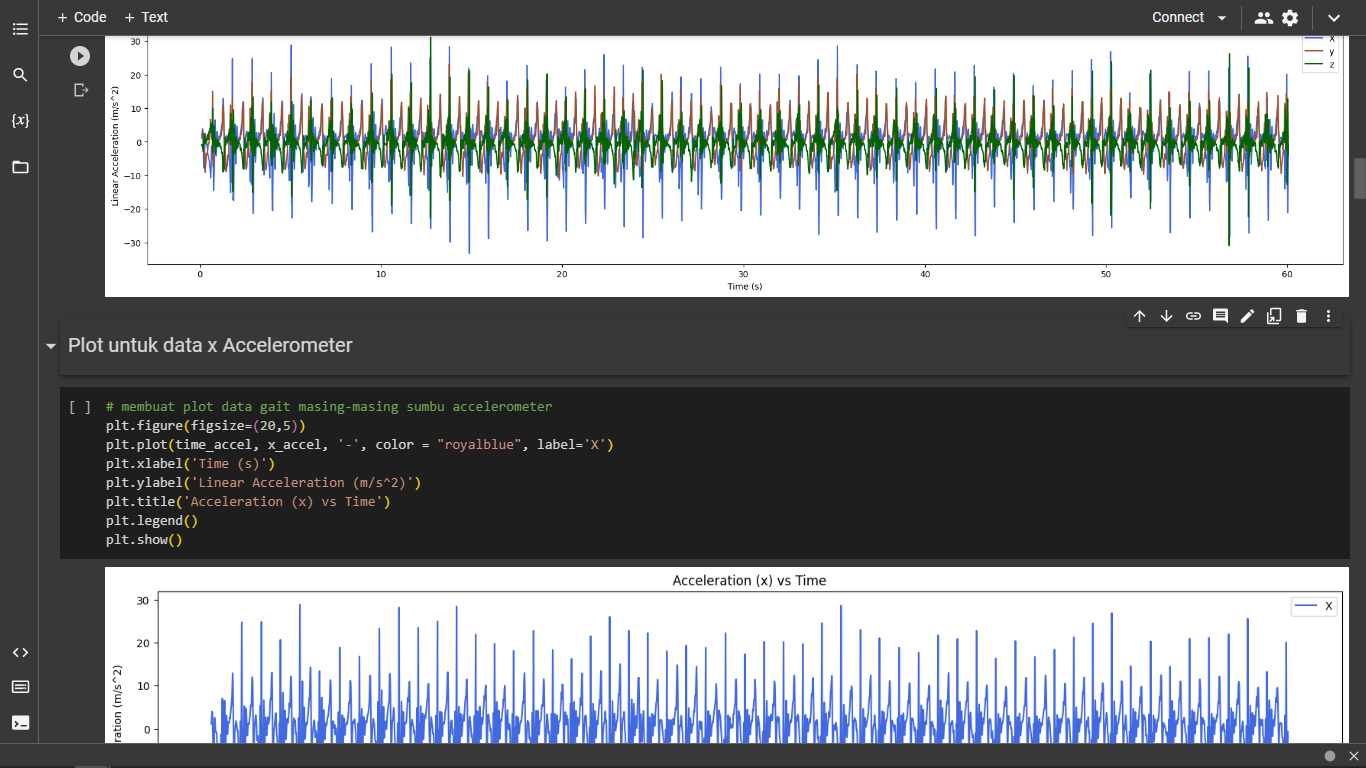 + Code + Text Connect
{x}
30
20
10
0
−10
−20
−30
Linear Acceleration (m/s^2)
x
y
z
0 10 20 30 40 50 60
Time (s)
Plot untuk data x Accelerometer
[ ] # membuat plot data gait masing-masing sumbu accelerometer
plt.figure(figsize=(20,5))
plt.plot(time_accel, x_accel, '-', color = "royalblue", label='X')
plt.xlabel('Time (s)')
plt.ylabel('Linear Acceleration (m/s^2)')
plt.title('Acceleration (x) vs Time')
plt.legend()
plt.show()
Acceleration (x) vs Time
30
20
10
0
ration (m/s^2)
X